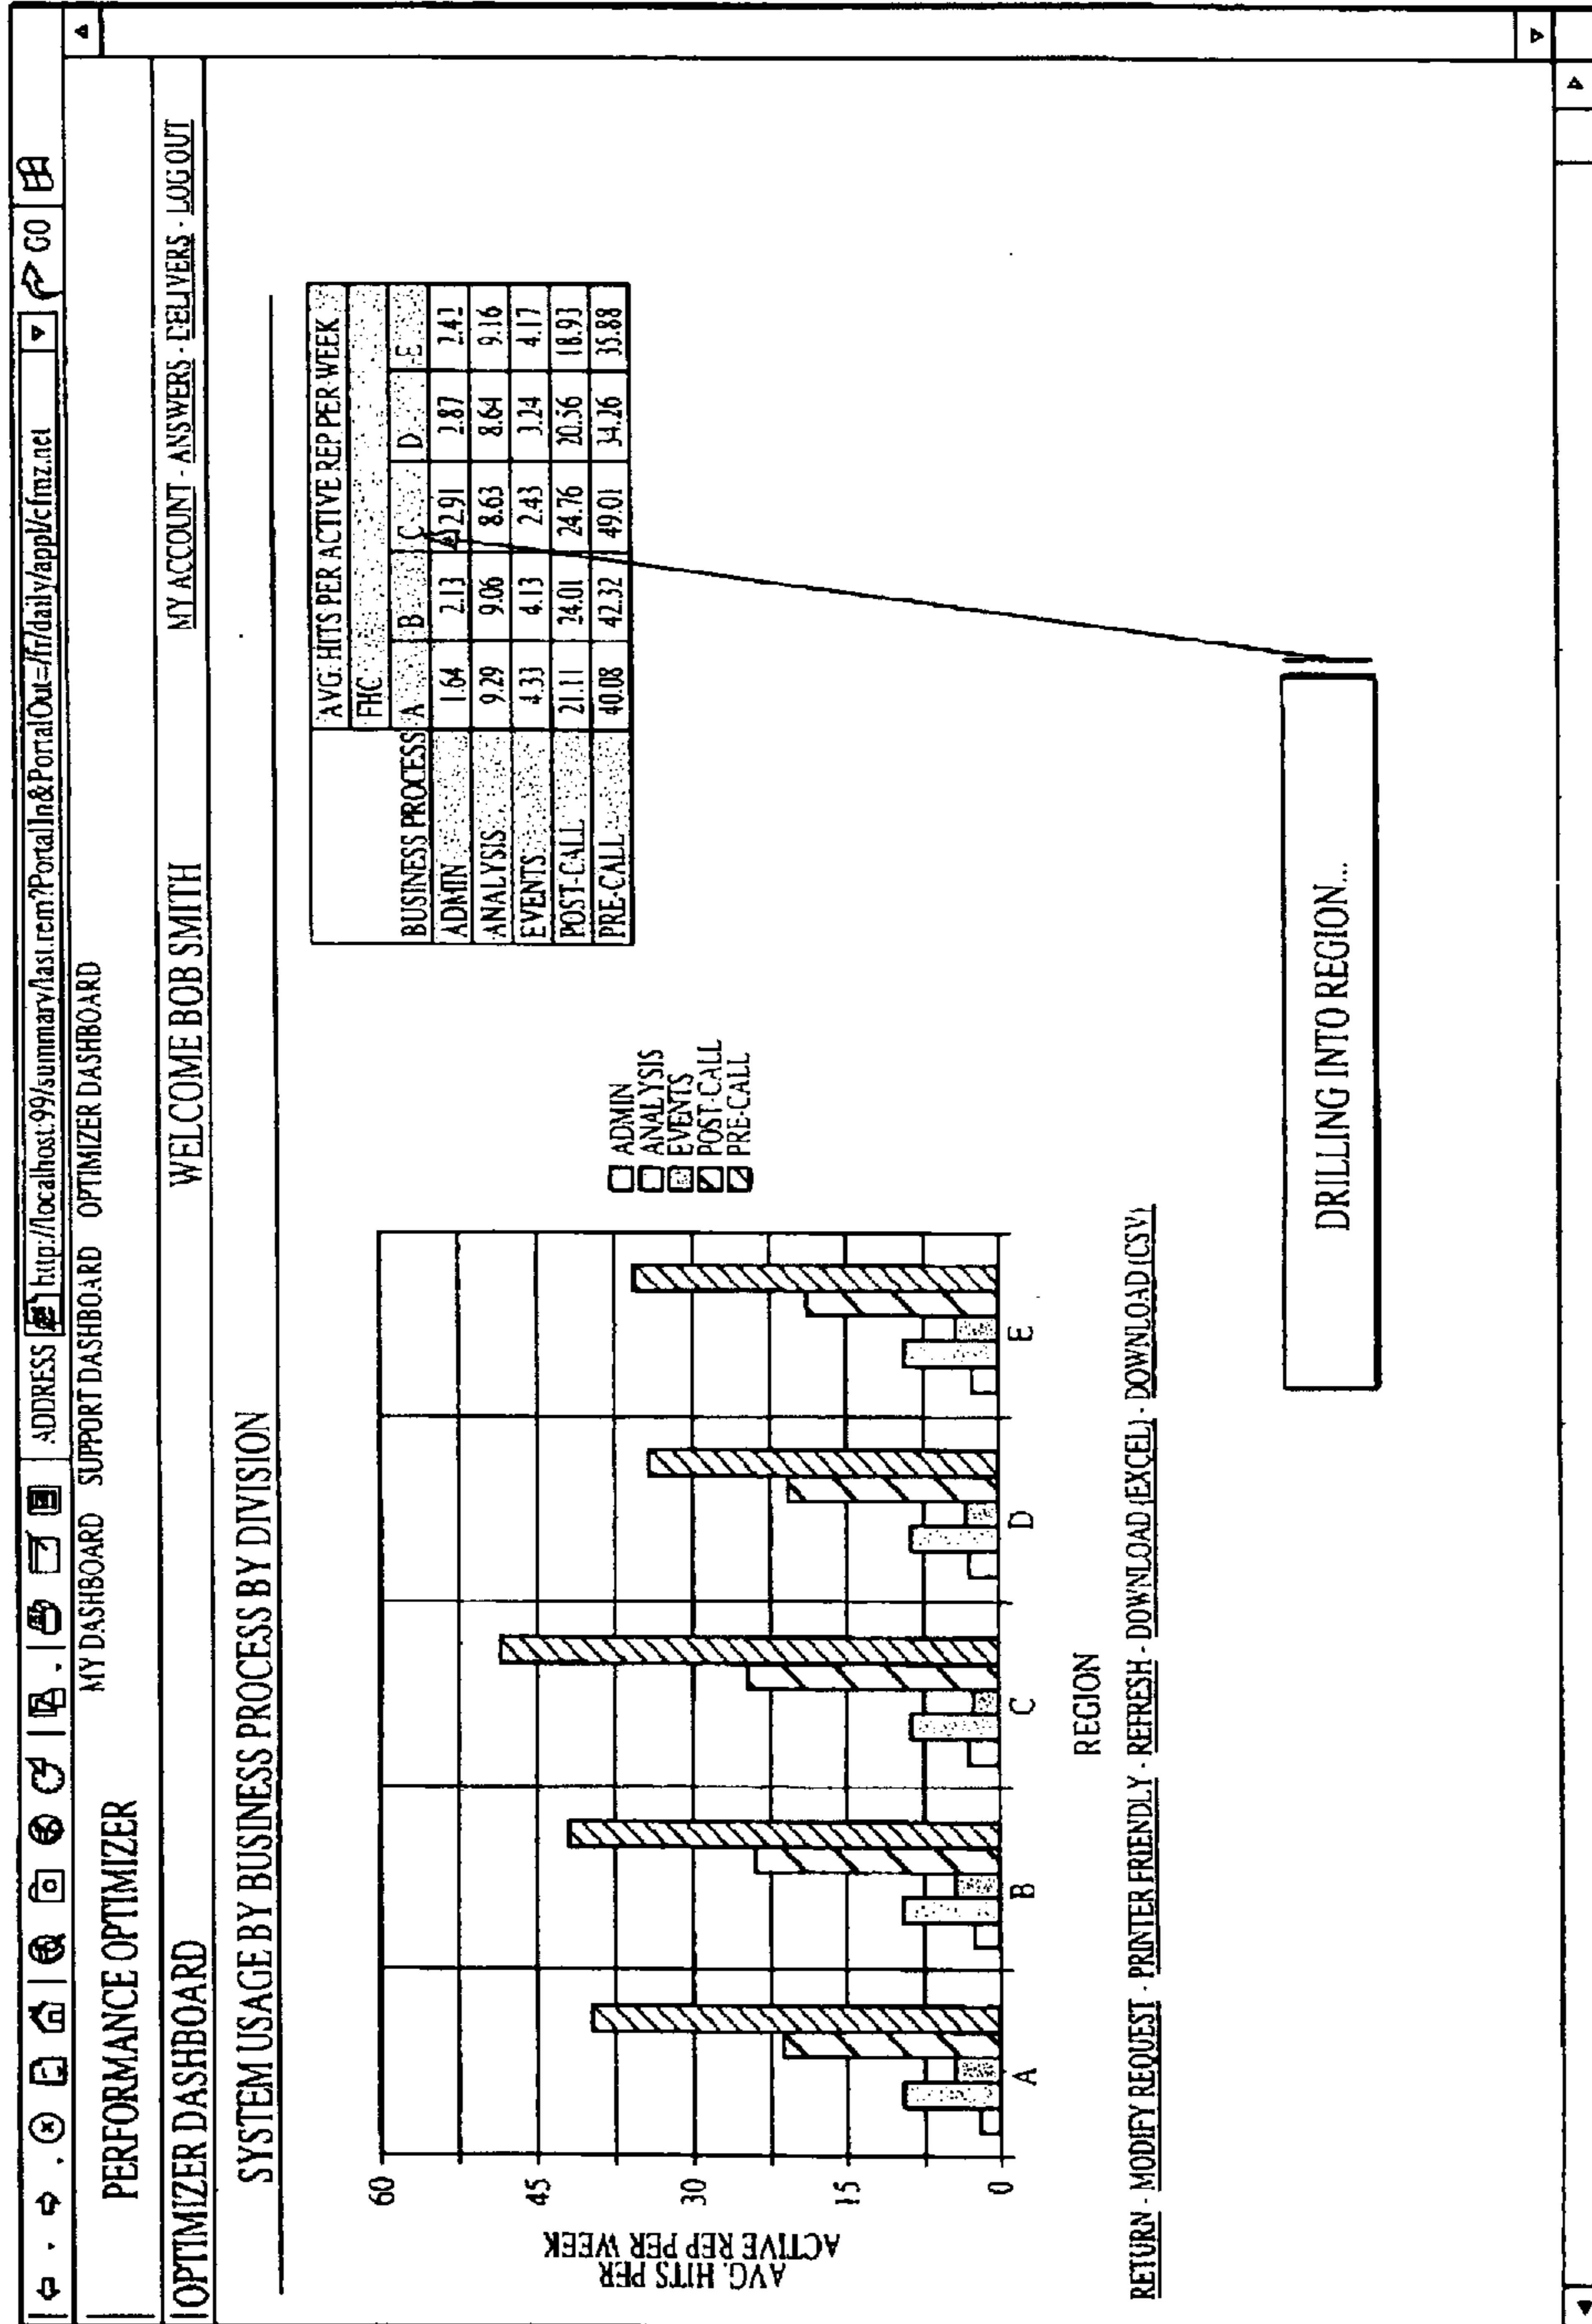 ADDRESS http://localhost:99/summary/last.rem?PortalIn&PortalOut=/fr/daily/appl/cfmz.net GO
MY DASHBOARD SUPPORT DASHBOARD OPTIMIZER DASHBOARD
PERFORMANCE OPTIMIZER
OPTIMIZER DASHBOARD WELCOME BOB SMITH MY ACCOUNT - ANSWERS - DELIVERS - LOG OUT
SYSTEM USAGE BY BUSINESS PROCESS BY DIVISION
AVG. HITS PER
ACTIVE REP PER WEEK
60
45
30
15
0
A B C D E
REGION
ADMIN
ANALYSIS
EVENTS
POST-CALL
PRE-CALL
AVG. HITS PER ACTIVE REP PER WEEK
FHC
BUSINESS PROCESS A B C D E
ADMIN 1.64 2.13 2.91 2.87 2.42
ANALYSIS 9.29 9.06 8.63 8.64 9.16
EVENTS 4.33 4.13 2.43 3.24 4.17
POST-CALL 21.11 24.01 24.76 20.56 18.93
PRE-CALL 40.08 42.32 49.01 34.26 35.88
RETURN - MODIFY REQUEST - PRINTER FRIENDLY - REFRESH - DOWNLOAD (EXCEL) - DOWNLOAD (CSV)
DRILLING INTO REGION...